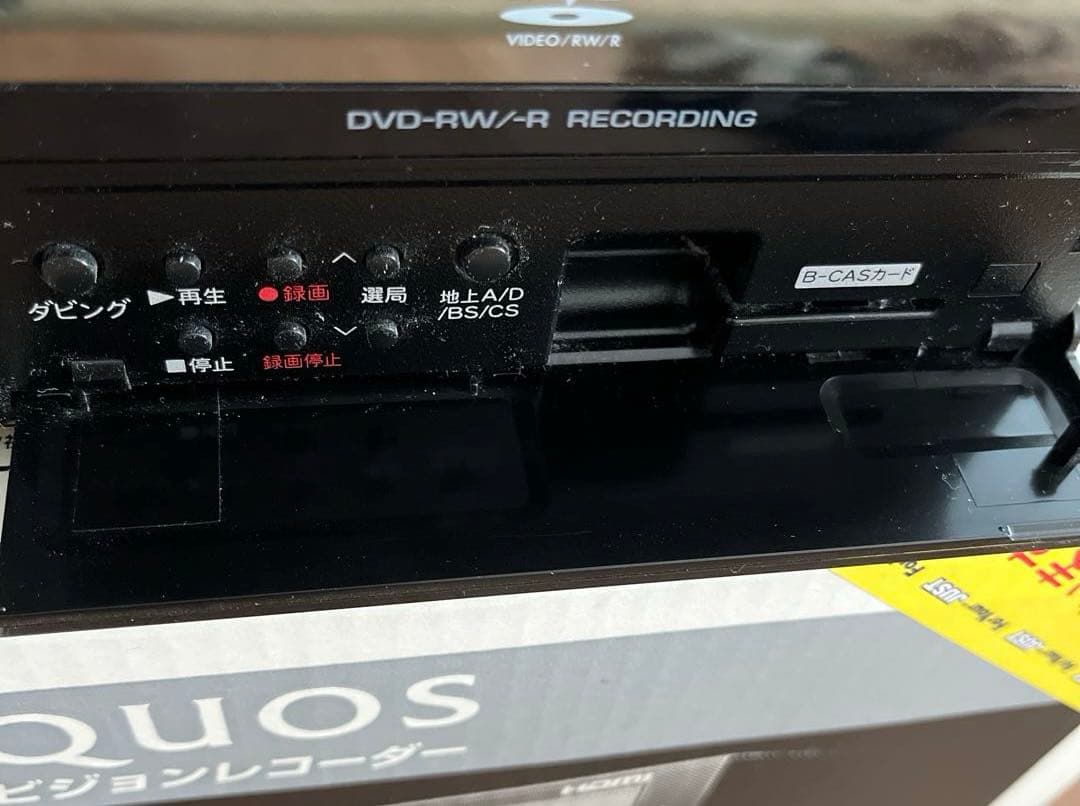 VIDEO/RW/R
DVD-RW/-R RECORDING
B-CASカード
ダビング
▶再生
●録画
選局
地上A/D
/BS/CS
■停止
録画停止
JUST
QUOS
ビジョンレコーダー
HDMI